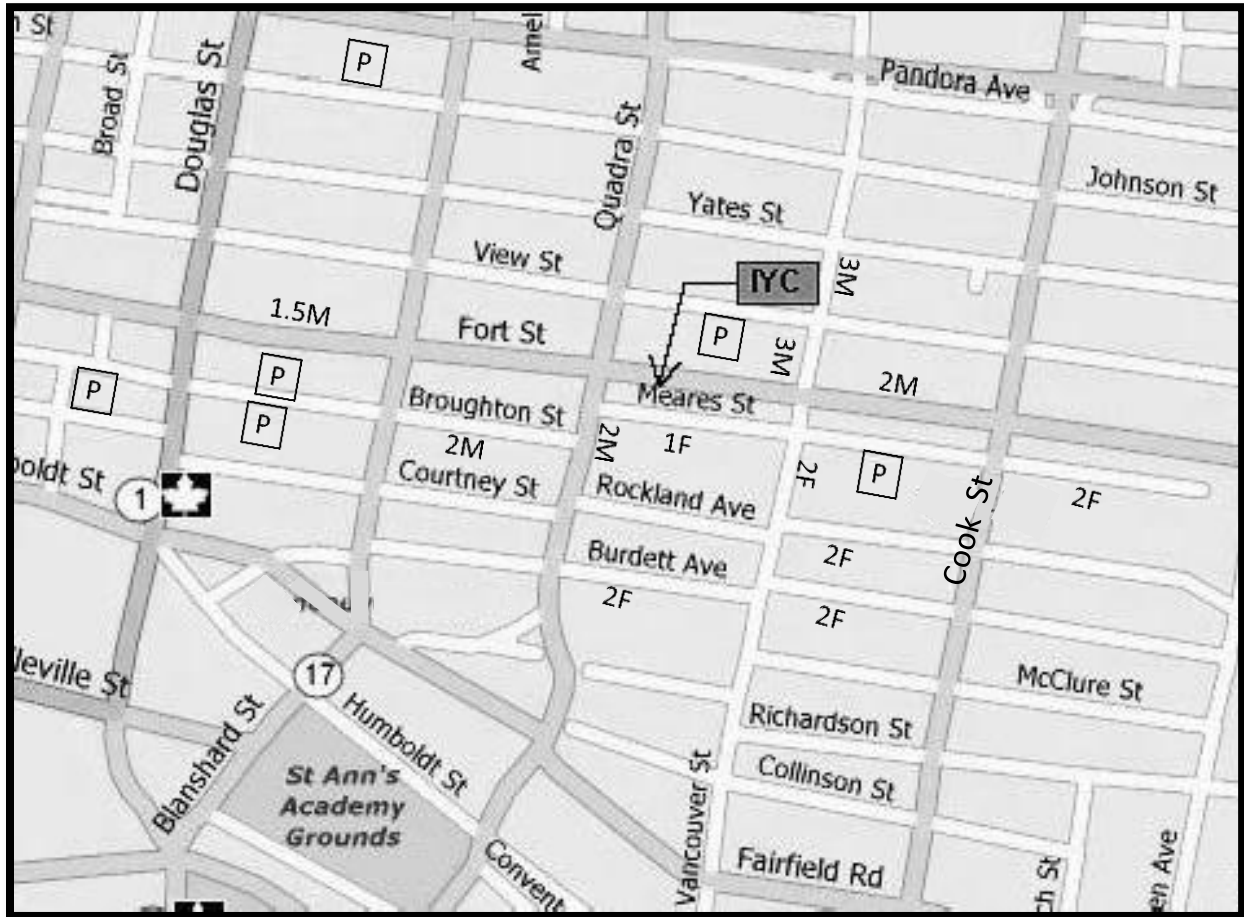 n St
Broad St
Douglas St
P
Amel
Quadra St
Pandora Ave
Johnson St
Yates St
View St
IYC
3M
1.5M
Fort St
P
3M
2M
P
P
P
Broughton St
Meares St
2M
2M
1F
Courtney St
Rockland Ave
2F
P
2F
boldt St
1
Cook St
Burdett Ave
2F
2F
2F
leville St
17
McClure St
Blanshard St
Humboldt St
Richardson St
St Ann's
Academy
Grounds
Collinson St
Vancouver St
Convent
Fairfield Rd
ch St
en Ave